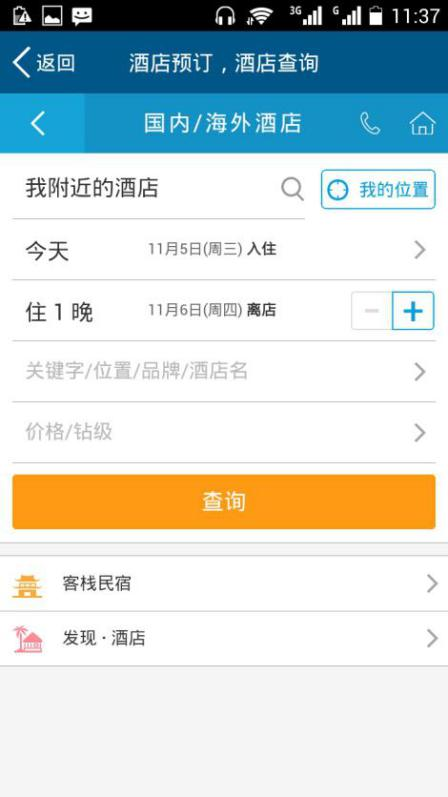 3G G 11:37
返回 酒店预订，酒店查询
国内/海外酒店
我附近的酒店 我的位置
今天 11月5日(周三) 入住
住1晚 11月6日(周四) 离店
关键字/位置/品牌/酒店名
价格/钻级
查询
客栈民宿
发现·酒店